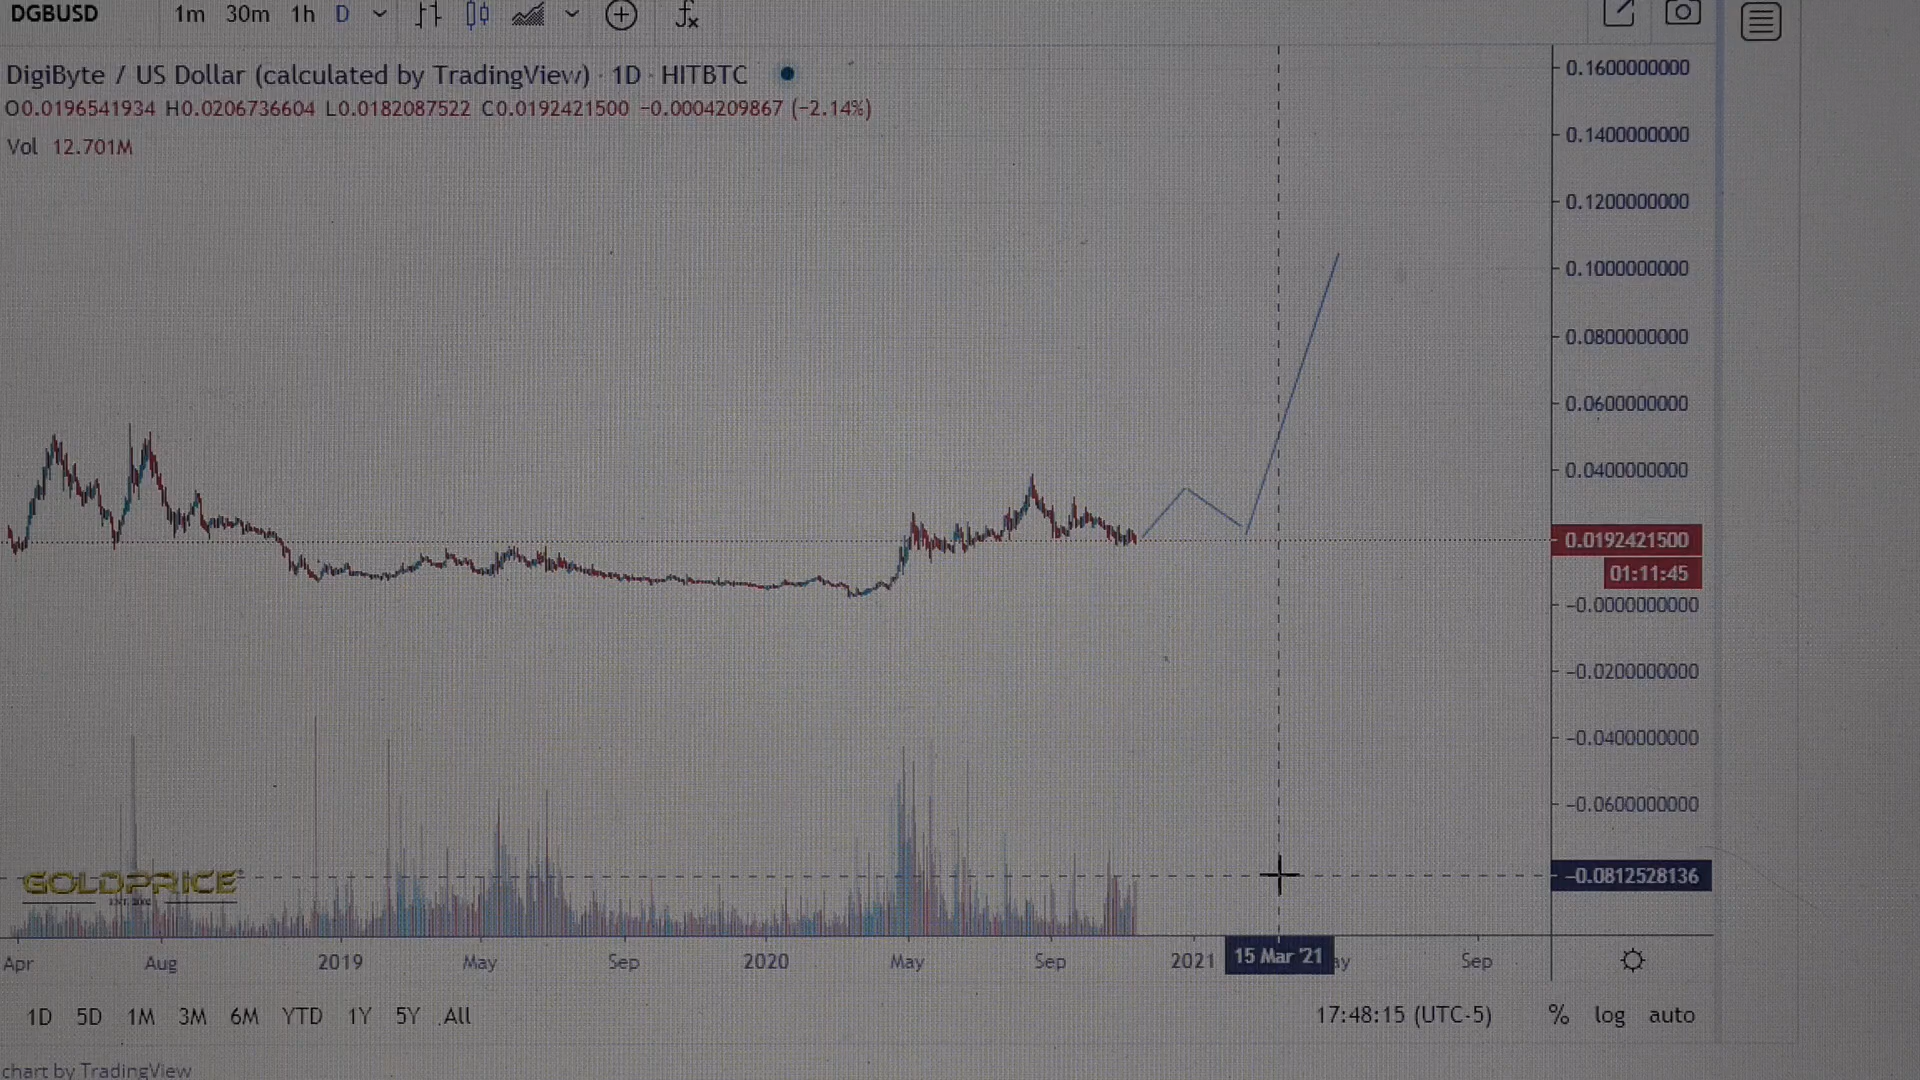 DGBUSD 1m 30m 1h D
DigiByte / US Dollar (calculated by TradingView) · 1D · HITBTC
O0.0196541934 H0.0206736604 L0.0182087522 C0.0192421500 −0.0004209867 (−2.14%)
Vol 12.701M
0.1600000000
0.1400000000
0.1200000000
0.1000000000
0.0800000000
0.0600000000
0.0400000000
0.0192421500
01:11:45
−0.0000000000
−0.0200000000
−0.0400000000
−0.0600000000
−0.0812528136
GOLDPRICE
EST. 2002
Apr Aug 2019 May Sep 2020 May Sep 2021 15 Mar '21 ay Sep
1D 5D 1M 3M 6M YTD 1Y 5Y All 17:48:15 (UTC-5) % log auto
chart by TradingView